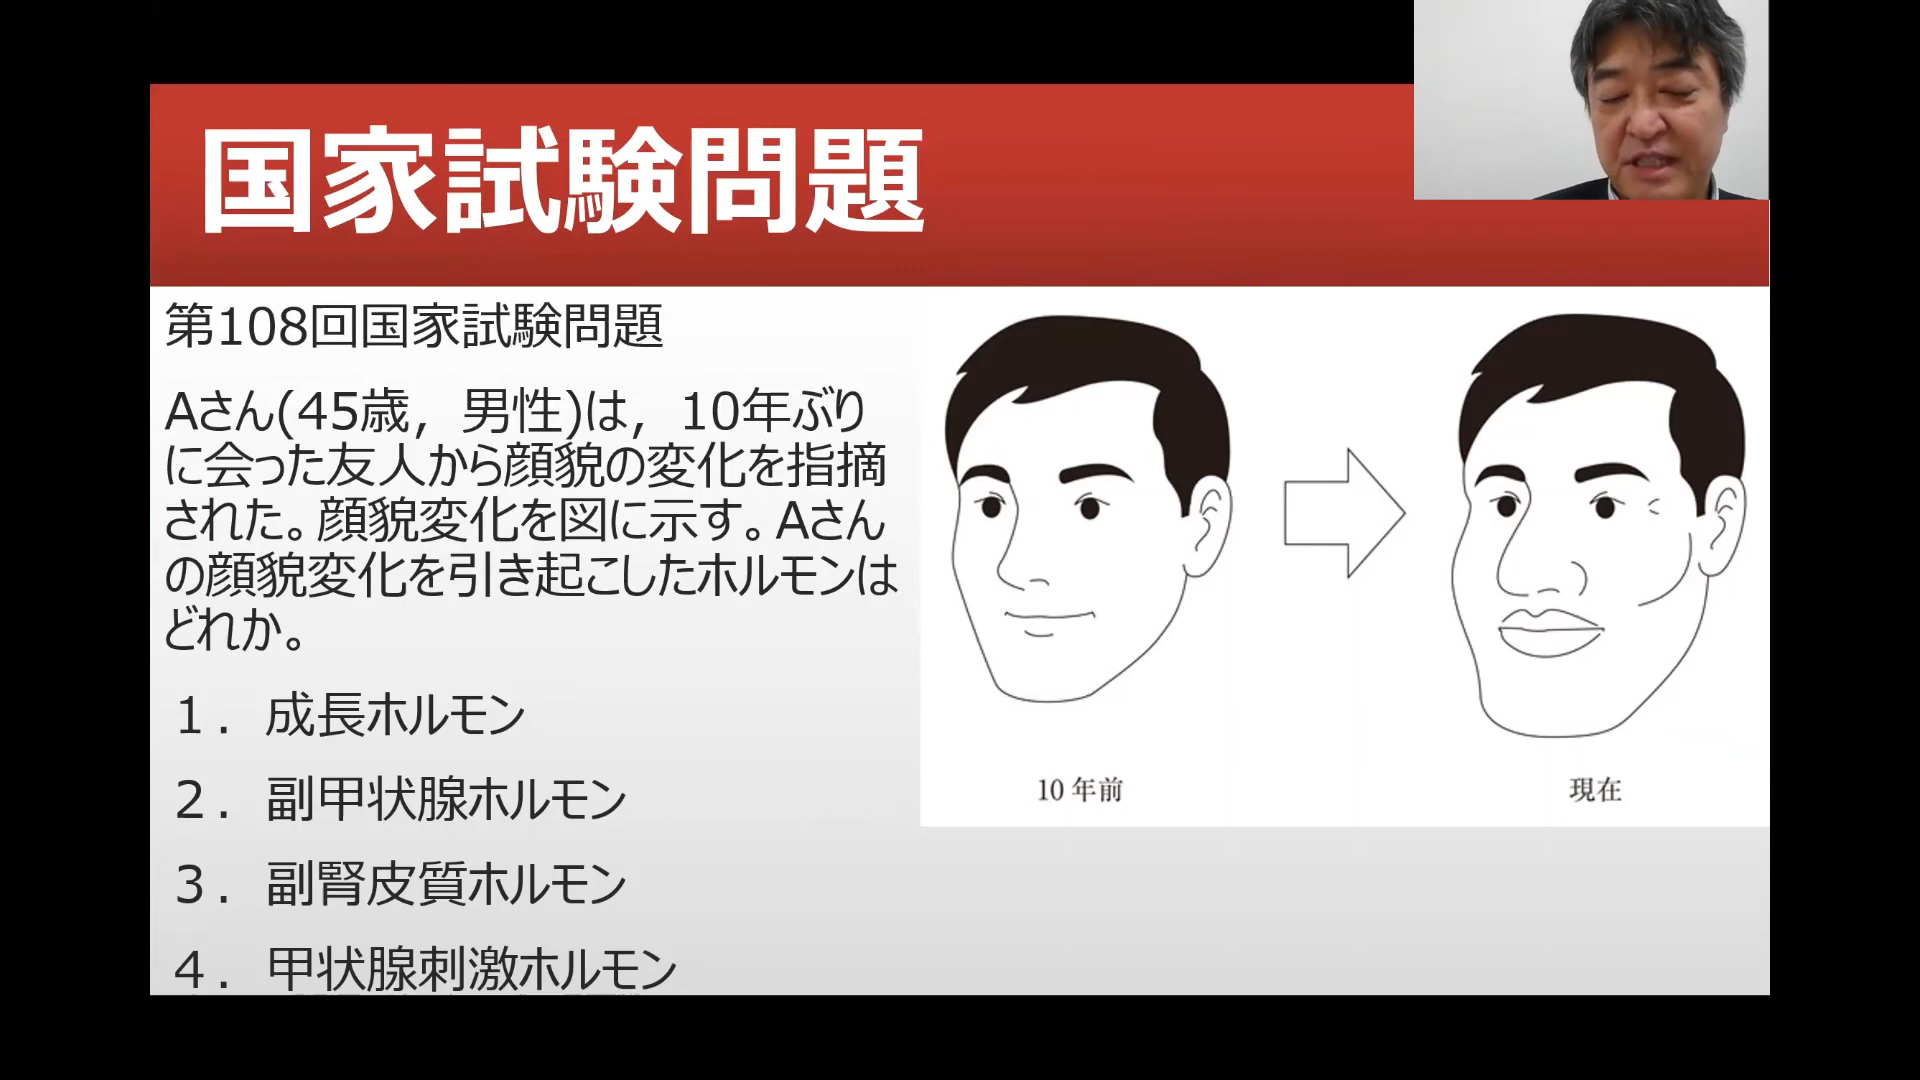 国家試験問題
第108回国家試験問題
Aさん(45歳，男性)は，10年ぶり
に会った友人から顔貌の変化を指摘
された。顔貌変化を図に示す。Aさん
の顔貌変化を引き起こしたホルモンは
どれか。
１．成長ホルモン
２．副甲状腺ホルモン
３．副腎皮質ホルモン
４．甲状腺刺激ホルモン
10 年前
現在